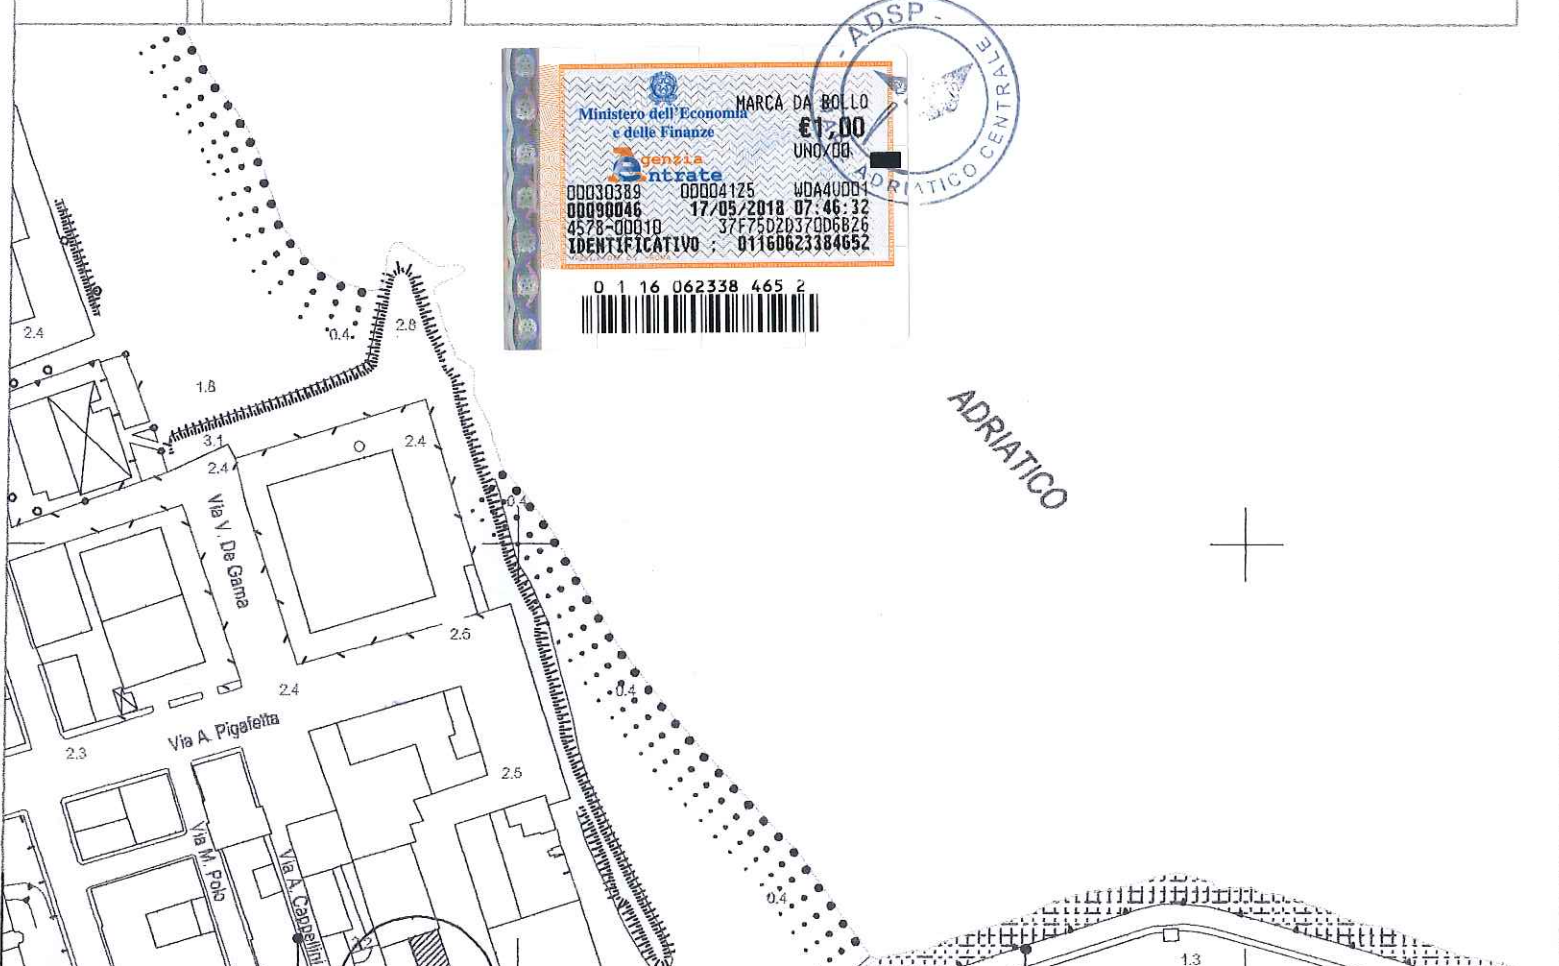 - ADSP -
MARE ADRIATICO CENTRALE
Ministero dell'Economia
e delle Finanze
MARCA DA BOLLO
€1,00
UNO/00
Agenzia
Entrate
00030389 00004125 WDA4U001
00090046 17/05/2018 07:46:32
4578-00010 37F75D2D370D6B26
IDENTIFICATIVO : 01160623384652
0 1 16 062338 465 2
2.4
0.4
2.8
1.8
3.1
2.4
2.4
Via V. De Gama
0.4
ADRIATICO
2.5
2.4
0.4
Via A. Pigafetta
2.3
2.5
Via M. Polo
Via A. Cappellini
0.4
1.3